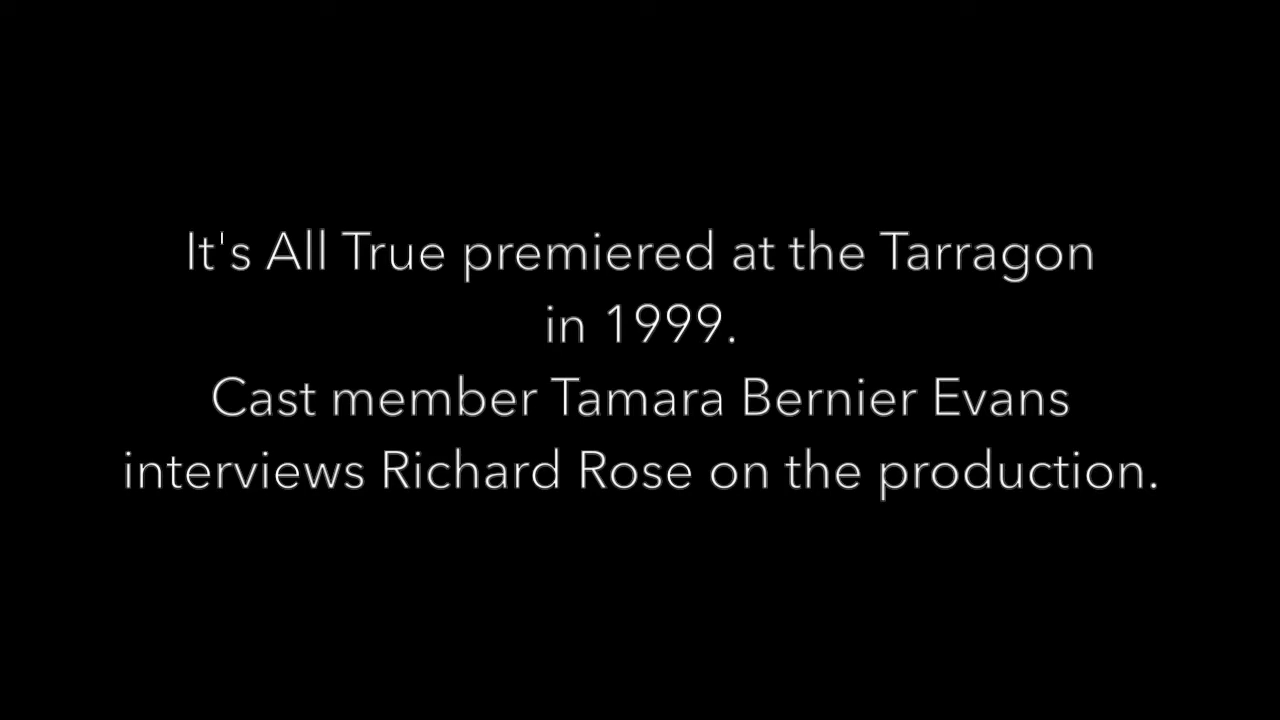 It's All True premiered at the Tarragon
in 1999.
Cast member Tamara Bernier Evans
interviews Richard Rose on the production.